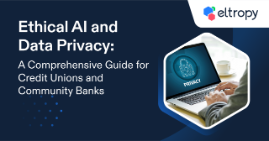 eltropy
Ethical AI and
Data Privacy:
A Comprehensive Guide for
Credit Unions and
Community Banks
PRIVACY